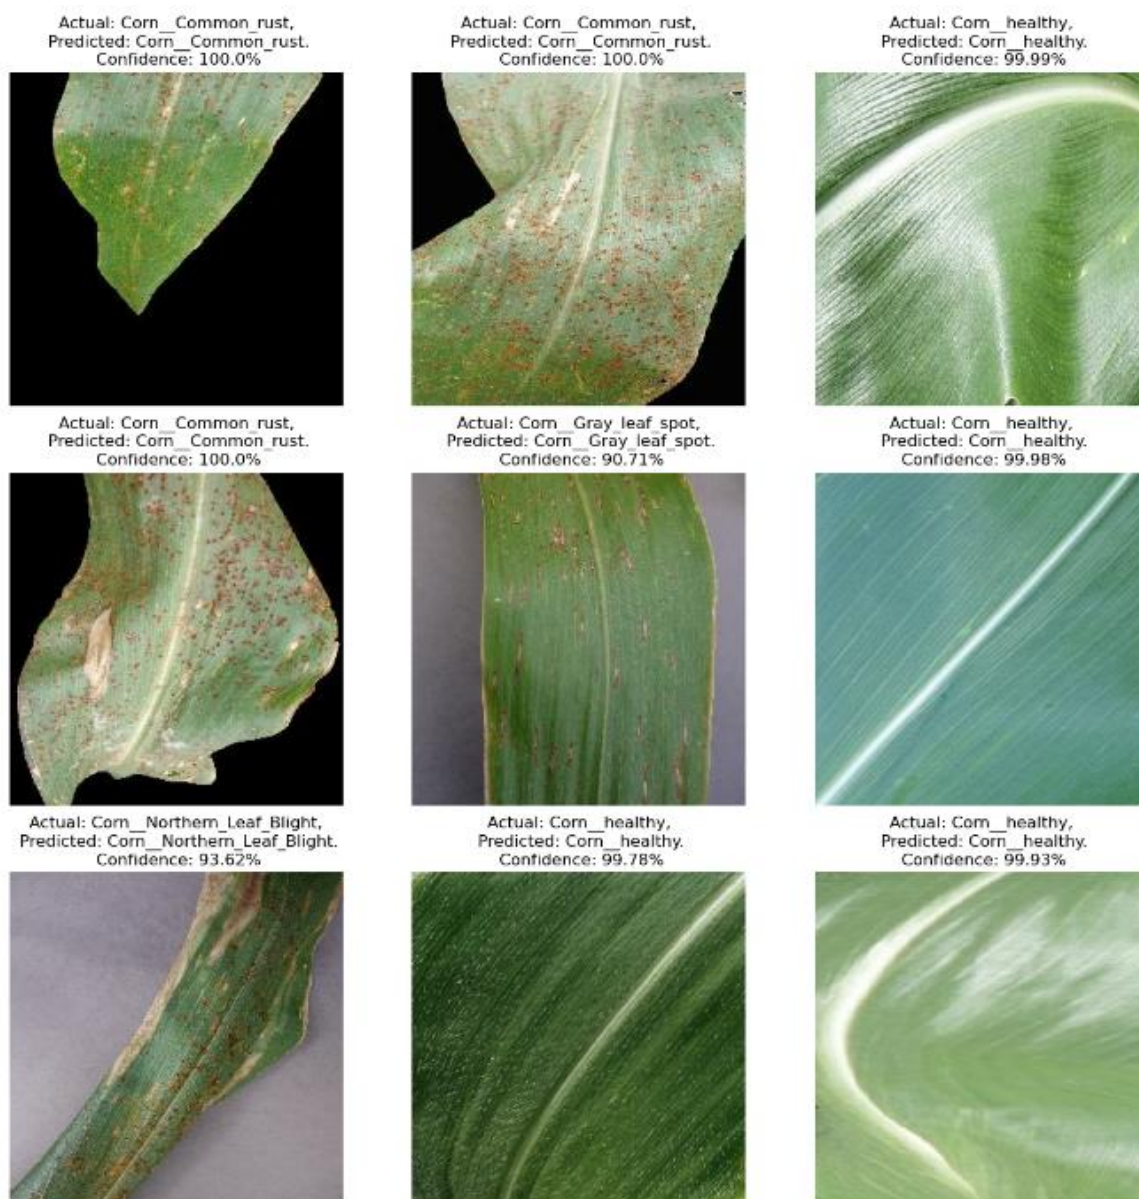 Actual: Corn__Common_rust,
Predicted: Corn__Common_rust.
Confidence: 100.0%
Actual: Corn__Common_rust,
Predicted: Corn__Common_rust.
Confidence: 100.0%
Actual: Corn__healthy,
Predicted: Corn__healthy.
Confidence: 99.99%
Actual: Corn__Common_rust,
Predicted: Corn__Common_rust.
Confidence: 100.0%
Actual: Corn__Gray_leaf_spot,
Predicted: Corn__Gray_leaf_spot.
Confidence: 90.71%
Actual: Corn__healthy,
Predicted: Corn__healthy.
Confidence: 99.98%
Actual: Corn__Northern_Leaf_Blight,
Predicted: Corn__Northern_Leaf_Blight.
Confidence: 93.62%
Actual: Corn__healthy,
Predicted: Corn__healthy.
Confidence: 99.78%
Actual: Corn__healthy,
Predicted: Corn__healthy.
Confidence: 99.93%